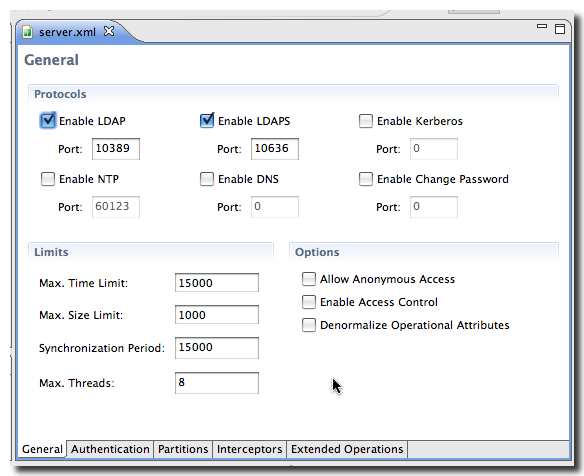 server.xml
General
Protocols
Enable LDAP Enable LDAPS Enable Kerberos
Port: 10389 Port: 10636 Port: 0
Enable NTP Enable DNS Enable Change Password
Port: 60123 Port: 0 Port: 0
Limits Options
Max. Time Limit: 15000 Allow Anonymous Access
Max. Size Limit: 1000 Enable Access Control
Synchronization Period: 15000 Denormalize Operational Attributes
Max. Threads: 8
General Authentication Partitions Interceptors Extended Operations